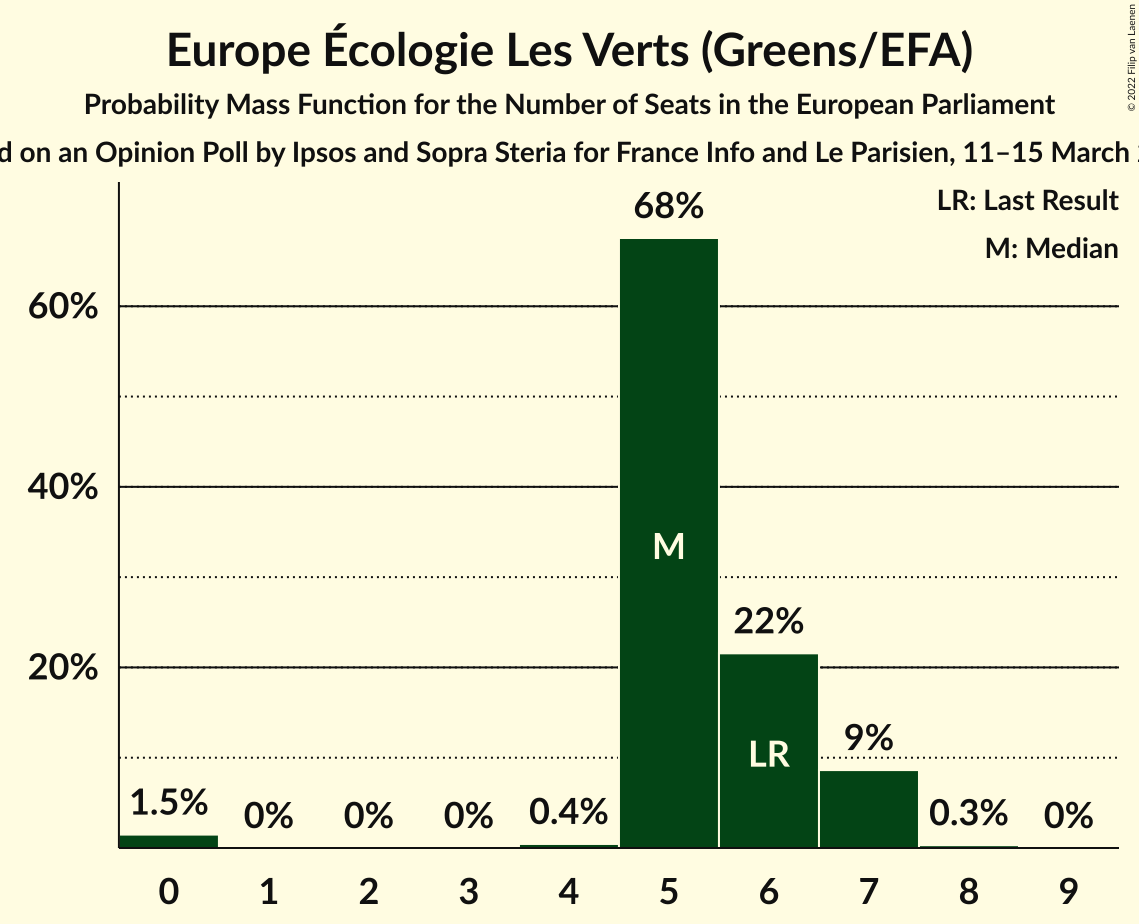 © 2022 Filip van Laenen
Europe Écologie Les Verts (Greens/EFA)
Probability Mass Function for the Number of Seats in the European Parliament
on an Opinion Poll by Ipsos and Sopra Steria for France Info and Le Parisien, 11–15 March
LR: Last Result
M: Median
68%
60%
40%
M
22%
20%
LR
9%
1.5%
0%
0%
0%
0.4%
0.3%
0%
0
1
2
3
4
5
6
7
8
9